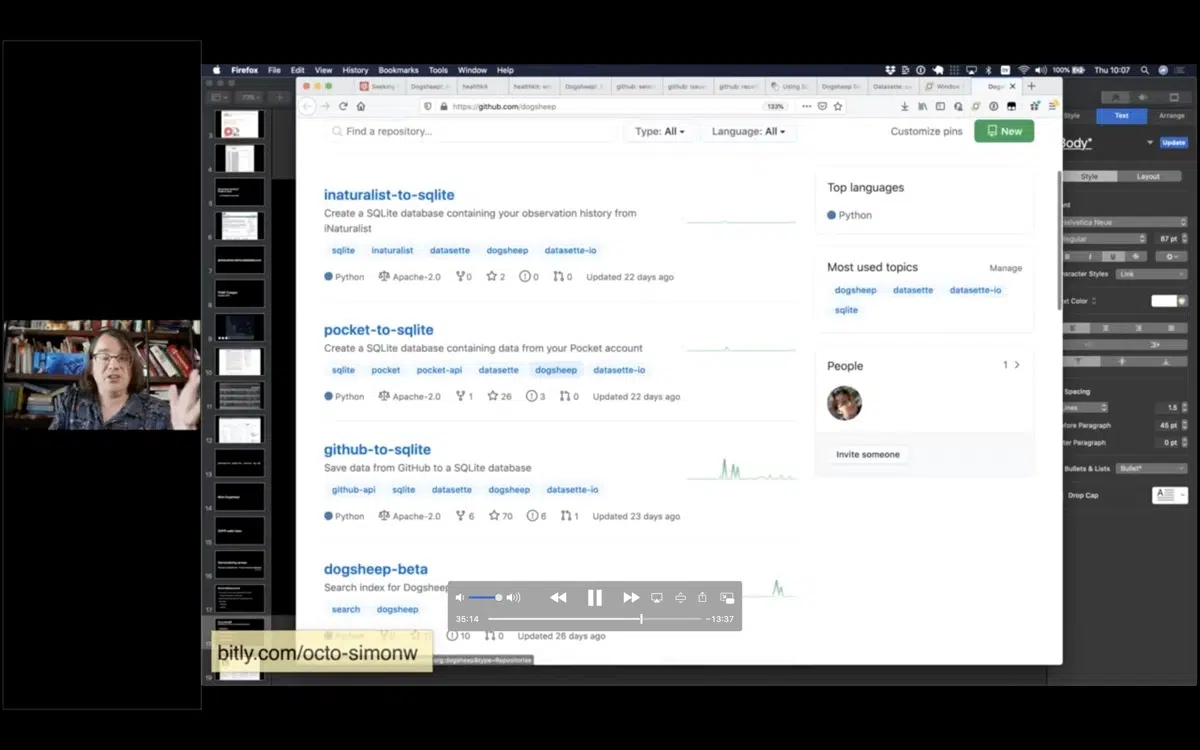 Firefox File Edit View History Bookmarks Tools Window Help
100% Thu 10:07
https://github.com/dogsheep
133%
Find a repository...
Type: All
Language: All
Customize pins
New
inaturalist-to-sqlite
Create a SQLite database containing your observation history from
iNaturalist
sqlite inaturalist datasette dogsheep datasette-io
Python Apache-2.0 0 2 0 0 Updated 22 days ago
pocket-to-sqlite
Create a SQLite database containing data from your Pocket account
sqlite pocket pocket-api datasette dogsheep datasette-io
Python Apache-2.0 1 26 3 0 Updated 22 days ago
github-to-sqlite
Save data from GitHub to a SQLite database
github-api sqlite datasette dogsheep datasette-io
Python Apache-2.0 6 70 6 1 Updated 23 days ago
dogsheep-beta
Search index for Dogsheep
search dogsheep
10 0 Updated 26 days ago
Top languages
Python
Most used topics
Manage
dogsheep datasette datasette-io
sqlite
People
1
Invite someone
35:14
-13:37
bitly.com/octo-simonw
Style Text Arrange
Body*
Update
Style Layout
Helvetica Neue
Regular
67 pt
B I U S
Character Styles
Link
Text Color
Spacing
Lines
1.5
Before Paragraph
45 pt
After Paragraph
0 pt
Bullets & Lists
Bullet*
Drop Cap